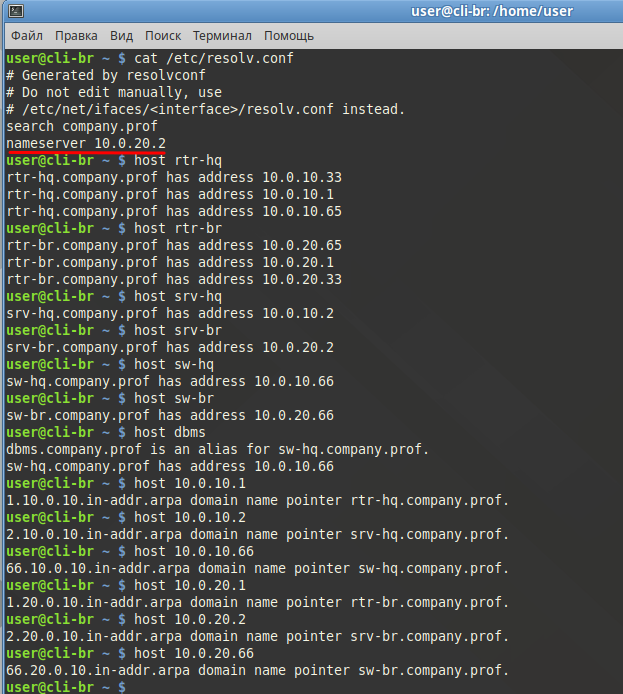 user@cli-br: /home/user
Файл Правка Вид Поиск Терминал Помощь
user@cli-br ~ $ cat /etc/resolv.conf
# Generated by resolvconf
# Do not edit manually, use
# /etc/net/ifaces/<interface>/resolv.conf instead.
search company.prof
nameserver 10.0.20.2
user@cli-br ~ $ host rtr-hq
rtr-hq.company.prof has address 10.0.10.33
rtr-hq.company.prof has address 10.0.10.1
rtr-hq.company.prof has address 10.0.10.65
user@cli-br ~ $ host rtr-br
rtr-br.company.prof has address 10.0.20.65
rtr-br.company.prof has address 10.0.20.1
rtr-br.company.prof has address 10.0.20.33
user@cli-br ~ $ host srv-hq
srv-hq.company.prof has address 10.0.10.2
user@cli-br ~ $ host srv-br
srv-br.company.prof has address 10.0.20.2
user@cli-br ~ $ host sw-hq
sw-hq.company.prof has address 10.0.10.66
user@cli-br ~ $ host sw-br
sw-br.company.prof has address 10.0.20.66
user@cli-br ~ $ host dbms
dbms.company.prof is an alias for sw-hq.company.prof.
sw-hq.company.prof has address 10.0.10.66
user@cli-br ~ $ host 10.0.10.1
1.10.0.10.in-addr.arpa domain name pointer rtr-hq.company.prof.
user@cli-br ~ $ host 10.0.10.2
2.10.0.10.in-addr.arpa domain name pointer srv-hq.company.prof.
user@cli-br ~ $ host 10.0.10.66
66.10.0.10.in-addr.arpa domain name pointer sw-hq.company.prof.
user@cli-br ~ $ host 10.0.20.1
1.20.0.10.in-addr.arpa domain name pointer rtr-br.company.prof.
user@cli-br ~ $ host 10.0.20.2
2.20.0.10.in-addr.arpa domain name pointer srv-br.company.prof.
user@cli-br ~ $ host 10.0.20.66
66.20.0.10.in-addr.arpa domain name pointer sw-br.company.prof.
user@cli-br ~ $